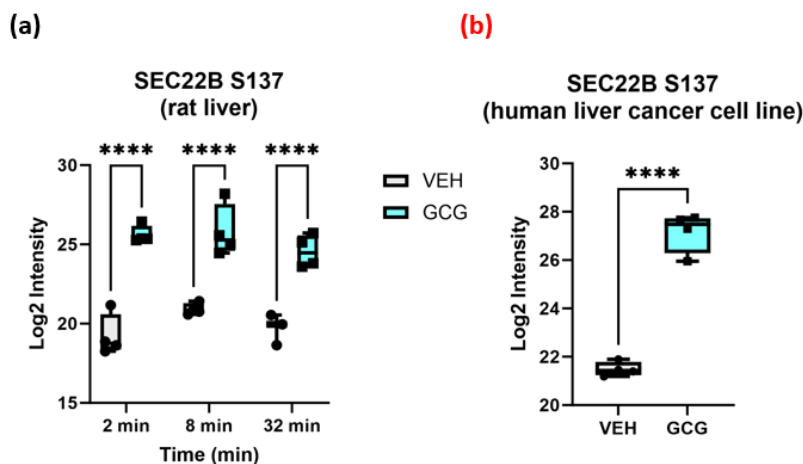 (a)
SEC22B S137
(rat liver)
**** **** ****
30
25
20
15
Log2 Intensity
2 min 8 min 32 min
Time (min)
VEH
GCG
(b)
SEC22B S137
(human liver cancer cell line)
****
30
28
26
24
22
20
Log2 Intensity
VEH GCG